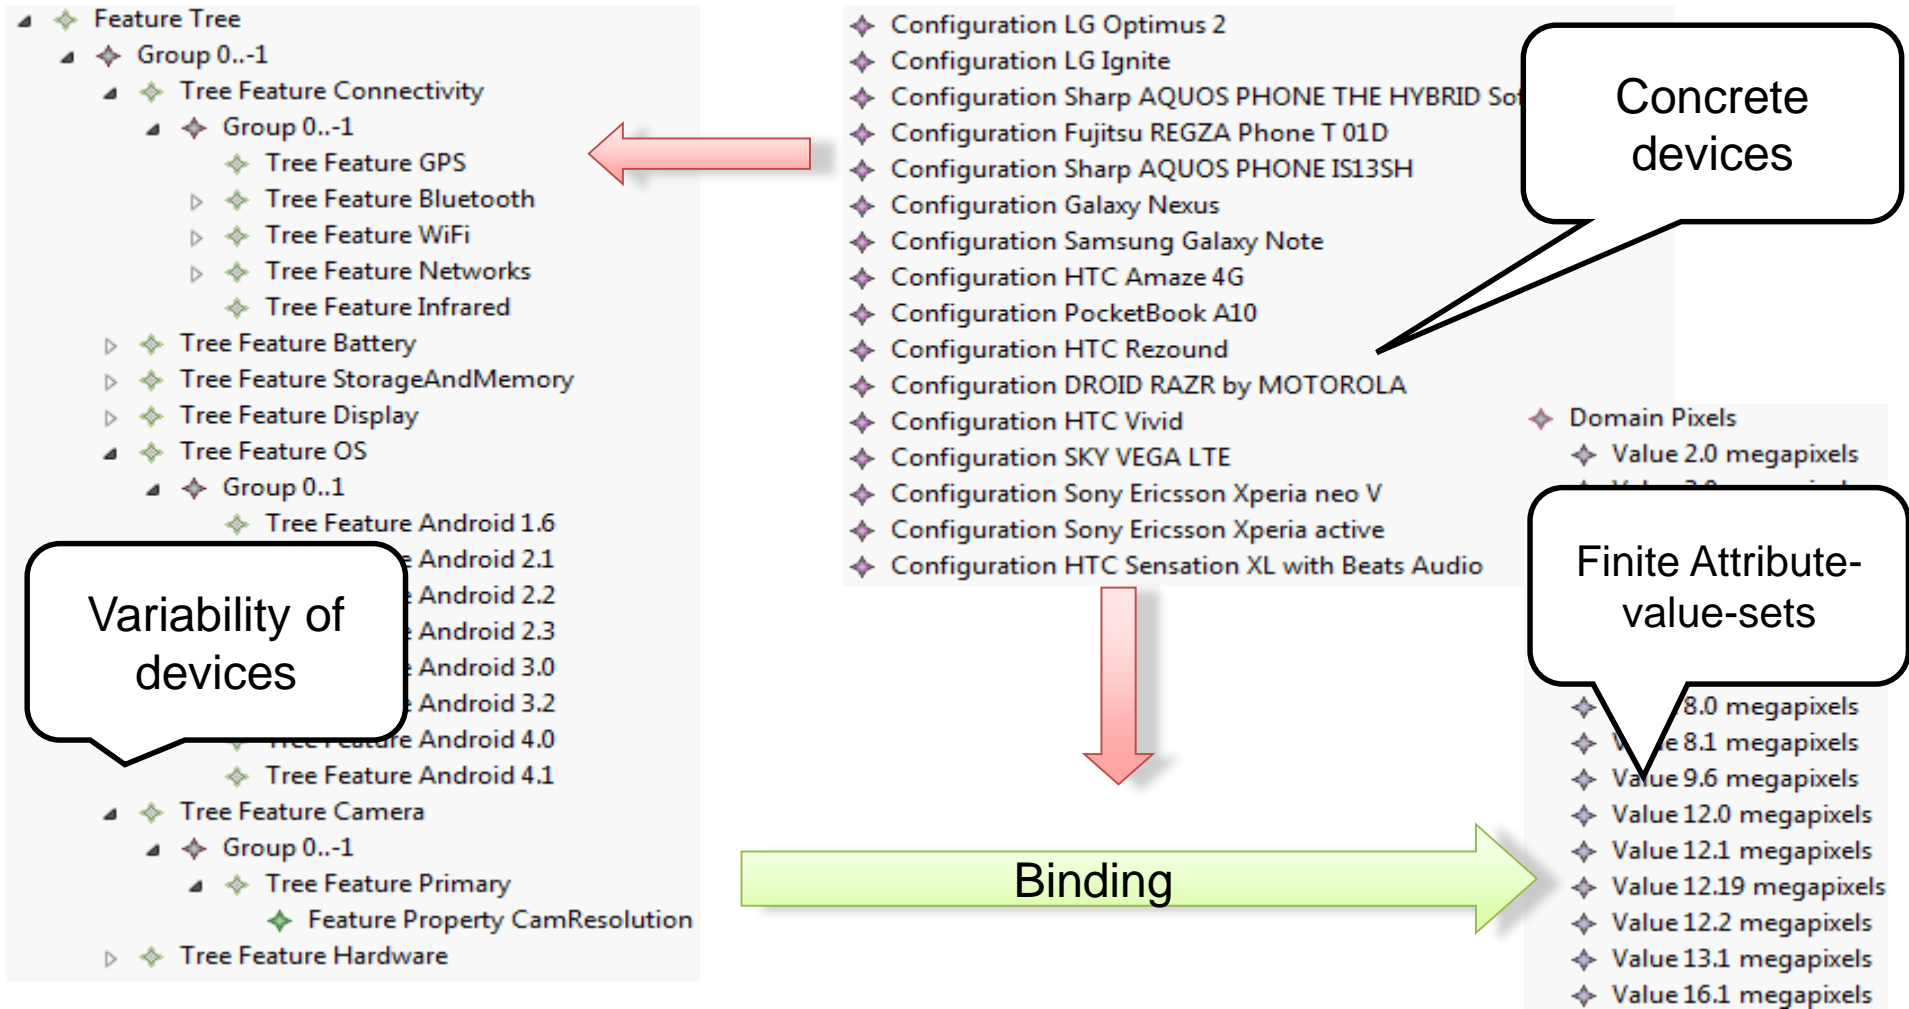 Feature Tree
Group 0..-1
Tree Feature Connectivity
Group 0..-1
Tree Feature GPS
Tree Feature Bluetooth
Tree Feature WiFi
Tree Feature Networks
Tree Feature Infrared
Tree Feature Battery
Tree Feature StorageAndMemory
Tree Feature Display
Tree Feature OS
Group 0..1
Tree Feature Android 1.6
Android 2.1
Android 2.2
Android 2.3
Android 3.0
Android 3.2
Tree Feature Android 4.0
Tree Feature Android 4.1
Tree Feature Camera
Group 0..-1
Tree Feature Primary
Feature Property CamResolution
Tree Feature Hardware
Variability of
devices
Configuration LG Optimus 2
Configuration LG Ignite
Configuration Sharp AQUOS PHONE THE HYBRID
Configuration Fujitsu REGZA Phone T 01D
Configuration Sharp AQUOS PHONE IS13SH
Configuration Galaxy Nexus
Configuration Samsung Galaxy Note
Configuration HTC Amaze 4G
Configuration PocketBook A10
Configuration HTC Rezound
Configuration DROID RAZR by MOTOROLA
Configuration HTC Vivid
Configuration SKY VEGA LTE
Configuration Sony Ericsson Xperia neo V
Configuration Sony Ericsson Xperia active
Configuration HTC Sensation XL with Beats Audio
Concrete
devices
Binding
Domain Pixels
Value 2.0 megapixels
Finite Attribute-
value-sets
8.0 megapixels
8.1 megapixels
Value 9.6 megapixels
Value 12.0 megapixels
Value 12.1 megapixels
Value 12.19 megapixels
Value 12.2 megapixels
Value 13.1 megapixels
Value 16.1 megapixels